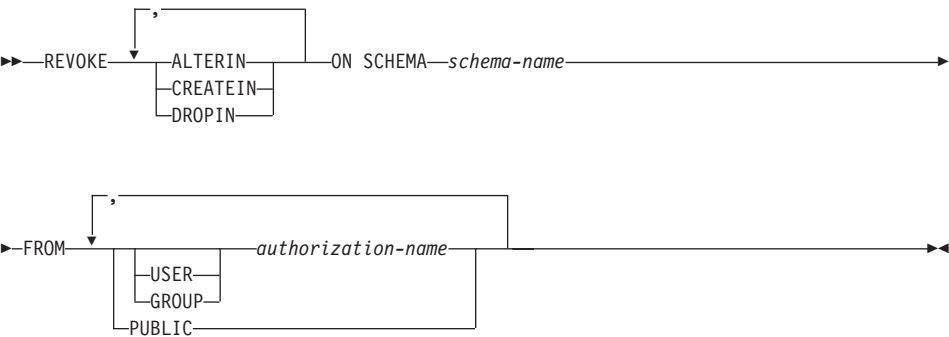 ,
REVOKE ALTERIN ON SCHEMA schema-name
CREATEIN
DROPIN
,
FROM authorization-name
USER
GROUP
PUBLIC